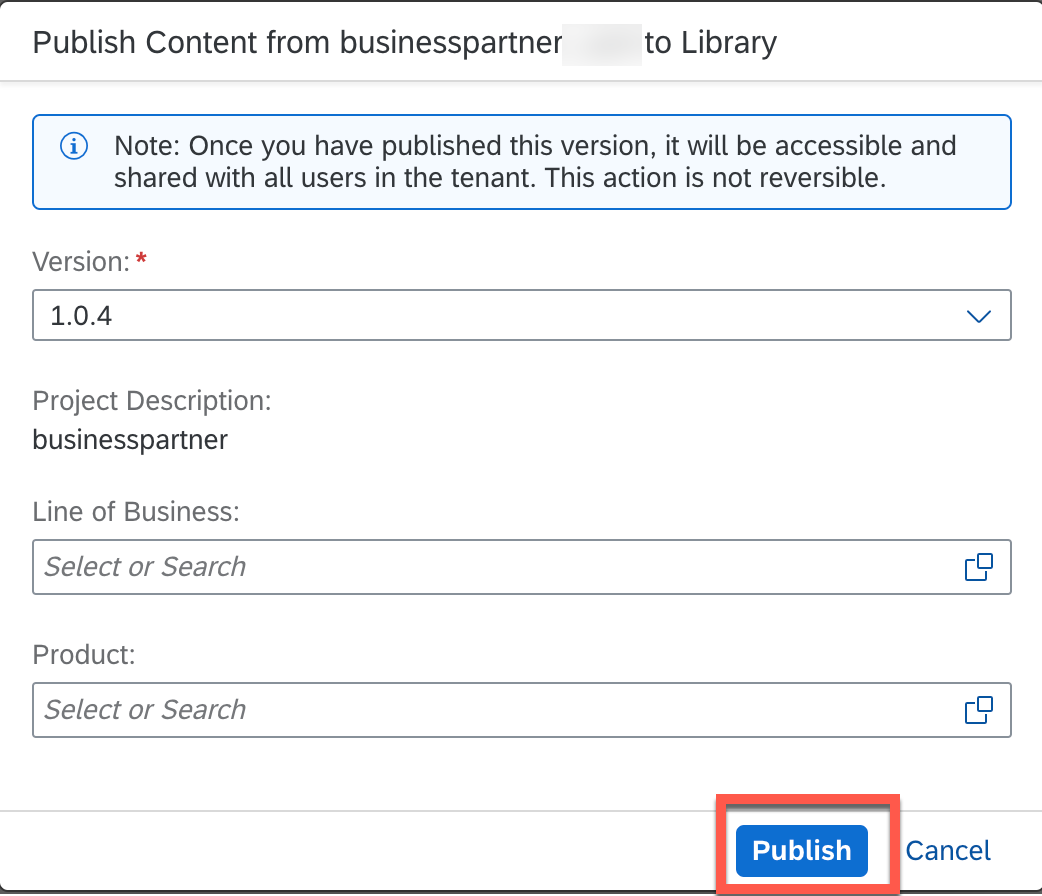 Publish Content from businesspartner to Library
Note: Once you have published this version, it will be accessible and
shared with all users in the tenant. This action is not reversible.
Version: *
1.0.4
Project Description:
businesspartner
Line of Business:
Select or Search
Product:
Select or Search
Publish Cancel